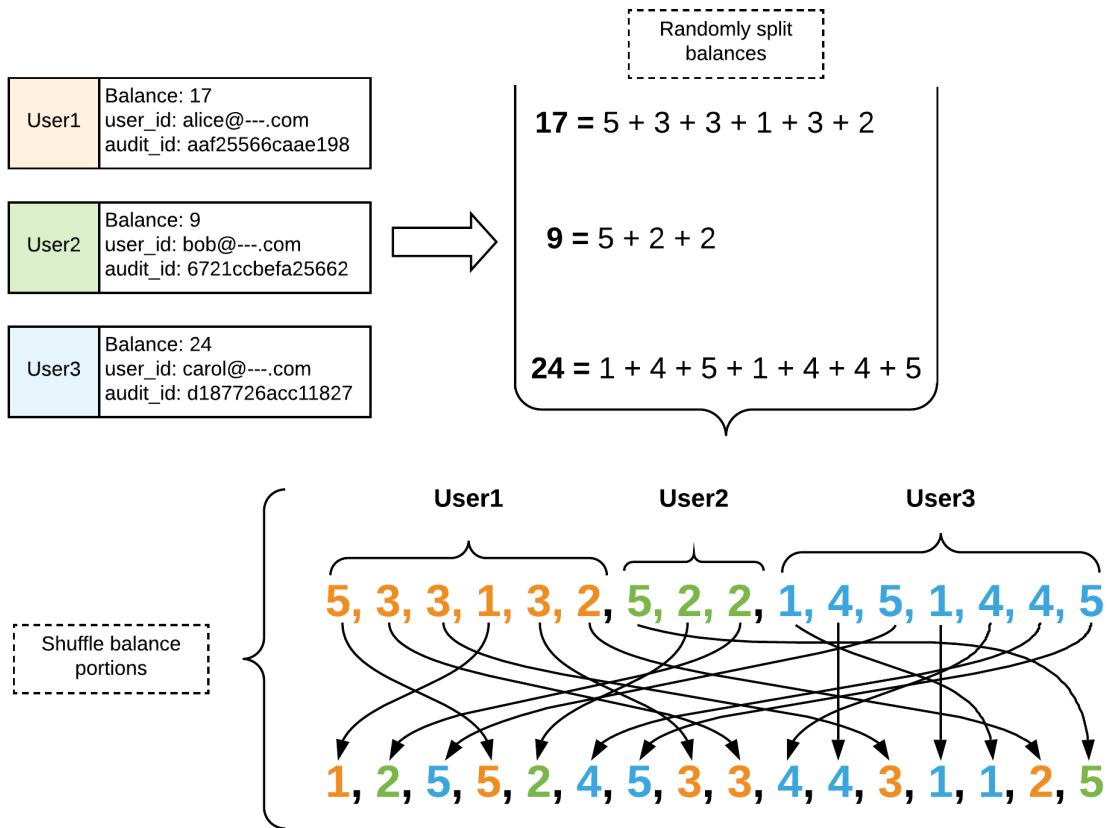 Randomly split
balances
User1
Balance: 17
user_id: alice@---.com
audit_id: aaf25566caae198
User2
Balance: 9
user_id: bob@---.com
audit_id: 6721ccbefa25662
User3
Balance: 24
user_id: carol@---.com
audit_id: d187726acc11827
17 = 5 + 3 + 3 + 1 + 3 + 2
9 = 5 + 2 + 2
24 = 1 + 4 + 5 + 1 + 4 + 4 + 5
Shuffle balance
portions
User1 User2 User3
5, 3, 3, 1, 3, 2, 5, 2, 2, 1, 4, 5, 1, 4, 4, 5
1, 2, 5, 5, 2, 4, 5, 3, 3, 4, 4, 3, 1, 1, 2, 5